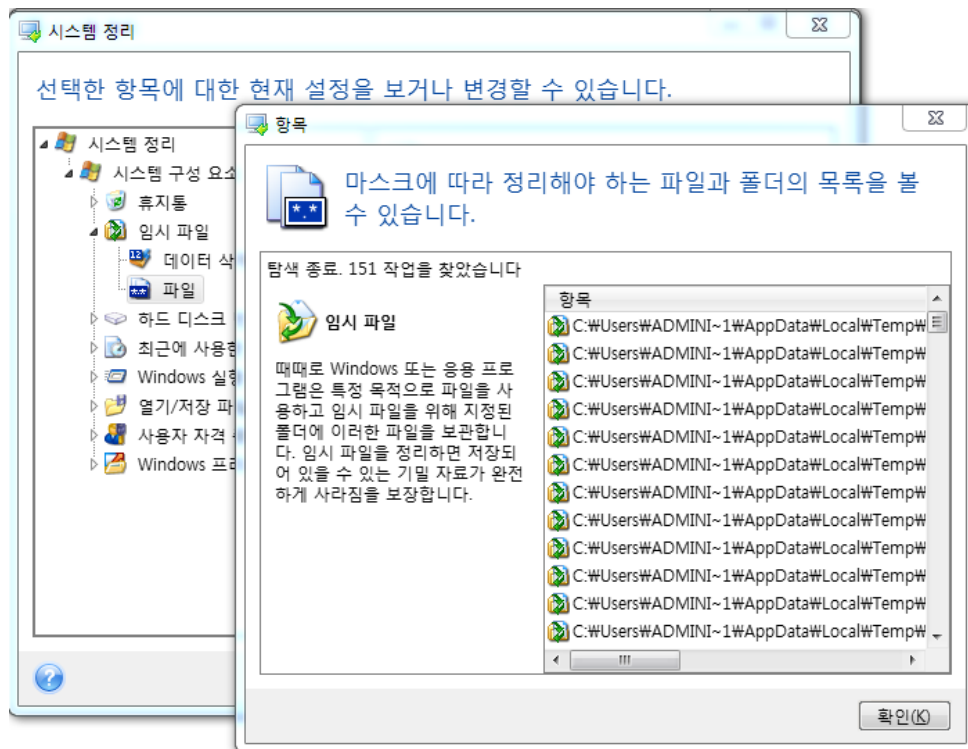 시스템 정리
선택한 항목에 대한 현재 설정을 보거나 변경할 수 있습니다.
시스템 정리
시스템 구성 요소
휴지통
임시 파일
데이터 삭
파일
하드 디스크
최근에 사용한
Windows 실행
열기/저장 파
사용자 자격
Windows 프리
항목
마스크에 따라 정리해야 하는 파일과 폴더의 목록을 볼
수 있습니다.
*.*
탐색 종료. 151 작업을 찾았습니다
임시 파일
때때로 Windows 또는 응용 프로
그램은 특정 목적으로 파일을 사
용하고 임시 파일을 위해 지정된
폴더에 이러한 파일을 보관합니
다. 임시 파일을 정리하면 저장되
어 있을 수 있는 기밀 자료가 완전
하게 사라짐을 보장합니다.
항목
C:₩Users₩ADMINI~1₩AppData₩Local₩Temp₩
C:₩Users₩ADMINI~1₩AppData₩Local₩Temp₩
C:₩Users₩ADMINI~1₩AppData₩Local₩Temp₩
C:₩Users₩ADMINI~1₩AppData₩Local₩Temp₩
C:₩Users₩ADMINI~1₩AppData₩Local₩Temp₩
C:₩Users₩ADMINI~1₩AppData₩Local₩Temp₩
C:₩Users₩ADMINI~1₩AppData₩Local₩Temp₩
C:₩Users₩ADMINI~1₩AppData₩Local₩Temp₩
C:₩Users₩ADMINI~1₩AppData₩Local₩Temp₩
C:₩Users₩ADMINI~1₩AppData₩Local₩Temp₩
C:₩Users₩ADMINI~1₩AppData₩Local₩Temp₩
C:₩Users₩ADMINI~1₩AppData₩Local₩Temp₩
확인(K)